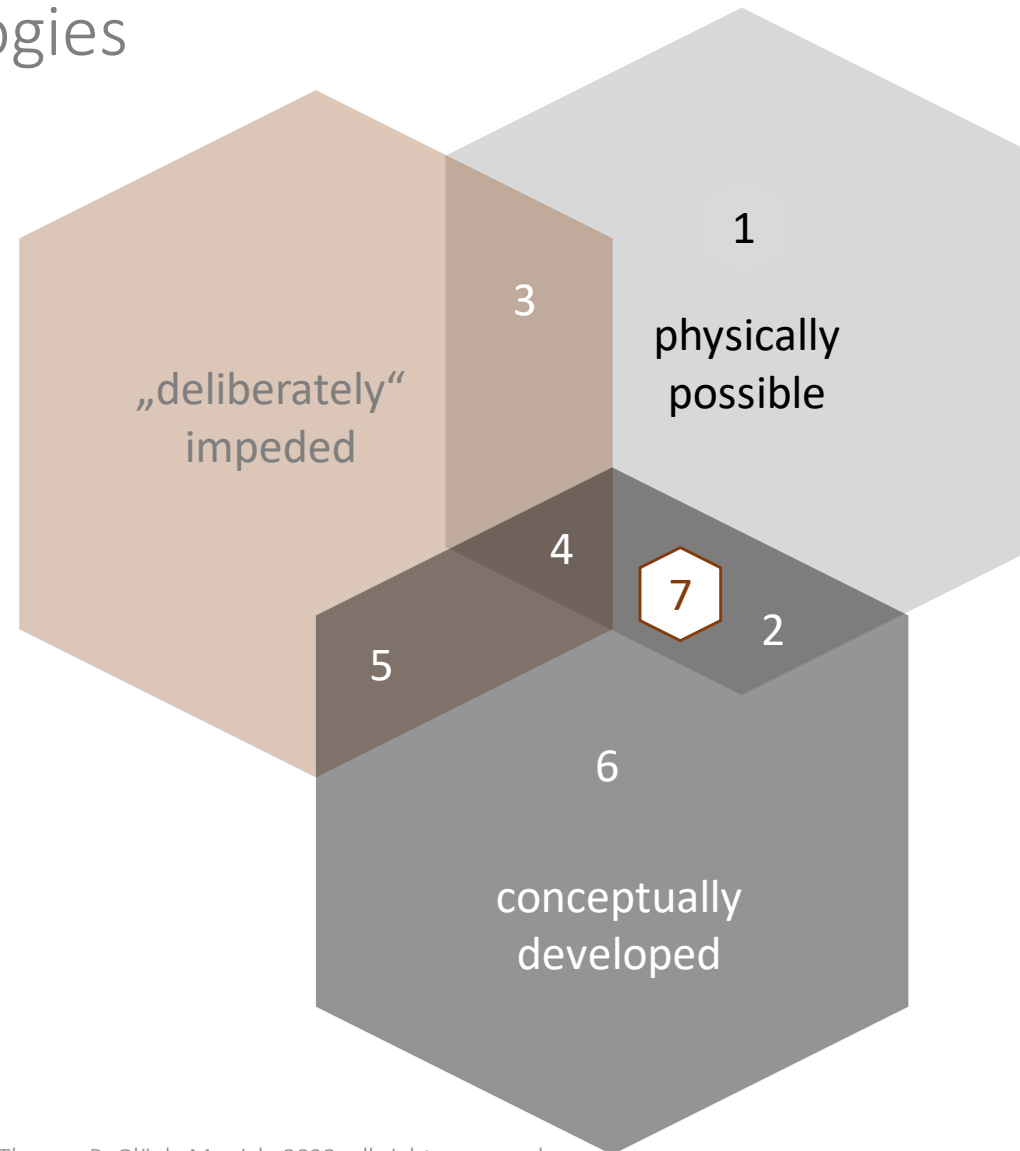 ogies
1
3
physically
possible
„deliberately“
impeded
4
7
2
5
6
conceptually
developed